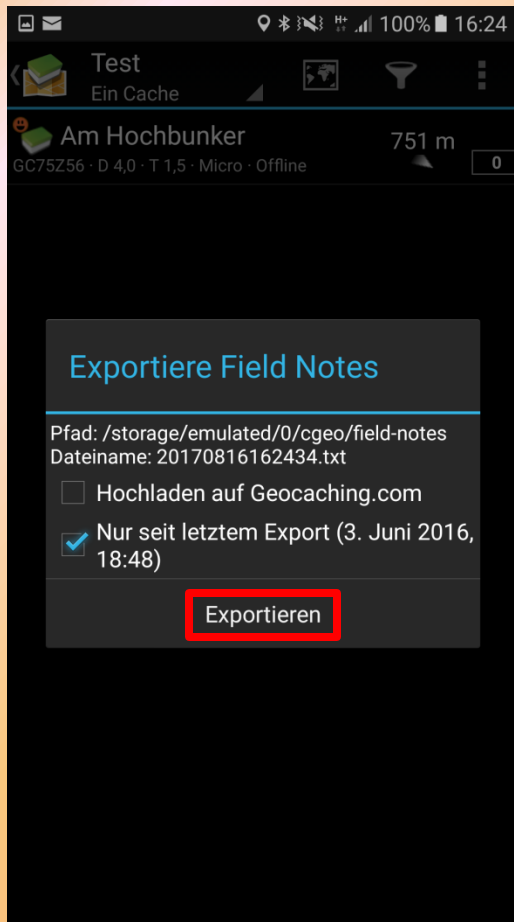 100% 16:24
Test
Ein Cache
Am Hochbunker
751 m
GC75Z56 · D 4,0 · T 1,5 · Micro · Offline
0
Exportiere Field Notes
Pfad: /storage/emulated/0/cgeo/field-notes
Dateiname: 20170816162434.txt
Hochladen auf Geocaching.com
Nur seit letztem Export (3. Juni 2016,
18:48)
Exportieren